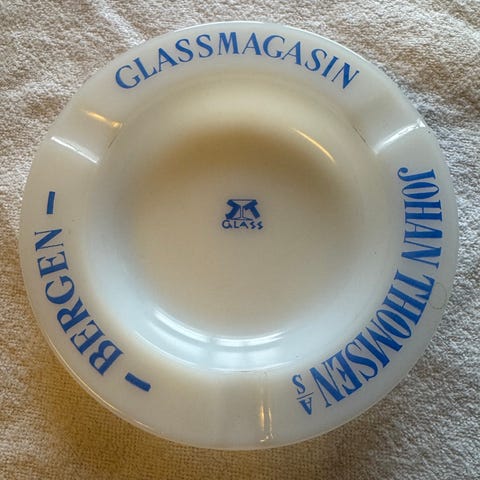 GLASSMAGASIN
JOHAN THOMSEN A/S
— BERGEN —
GLASS